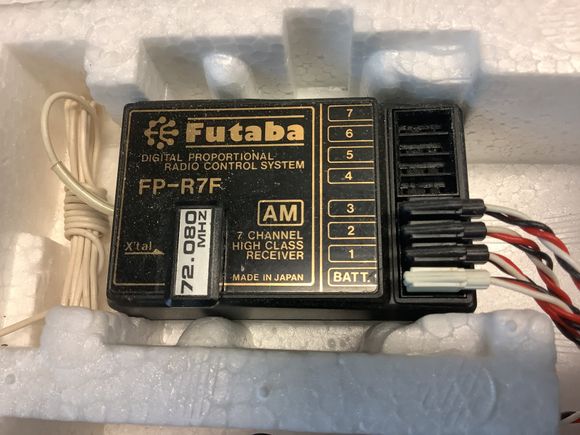 Futaba
DIGITAL PROPORTIONAL
RADIO CONTROL SYSTEM
FP-R7F
AM
7 CHANNEL
HIGH CLASS
RECEIVER
MADE IN JAPAN
X'tal
72.080
MHZ
7
6
5
4
3
2
1
BATT.